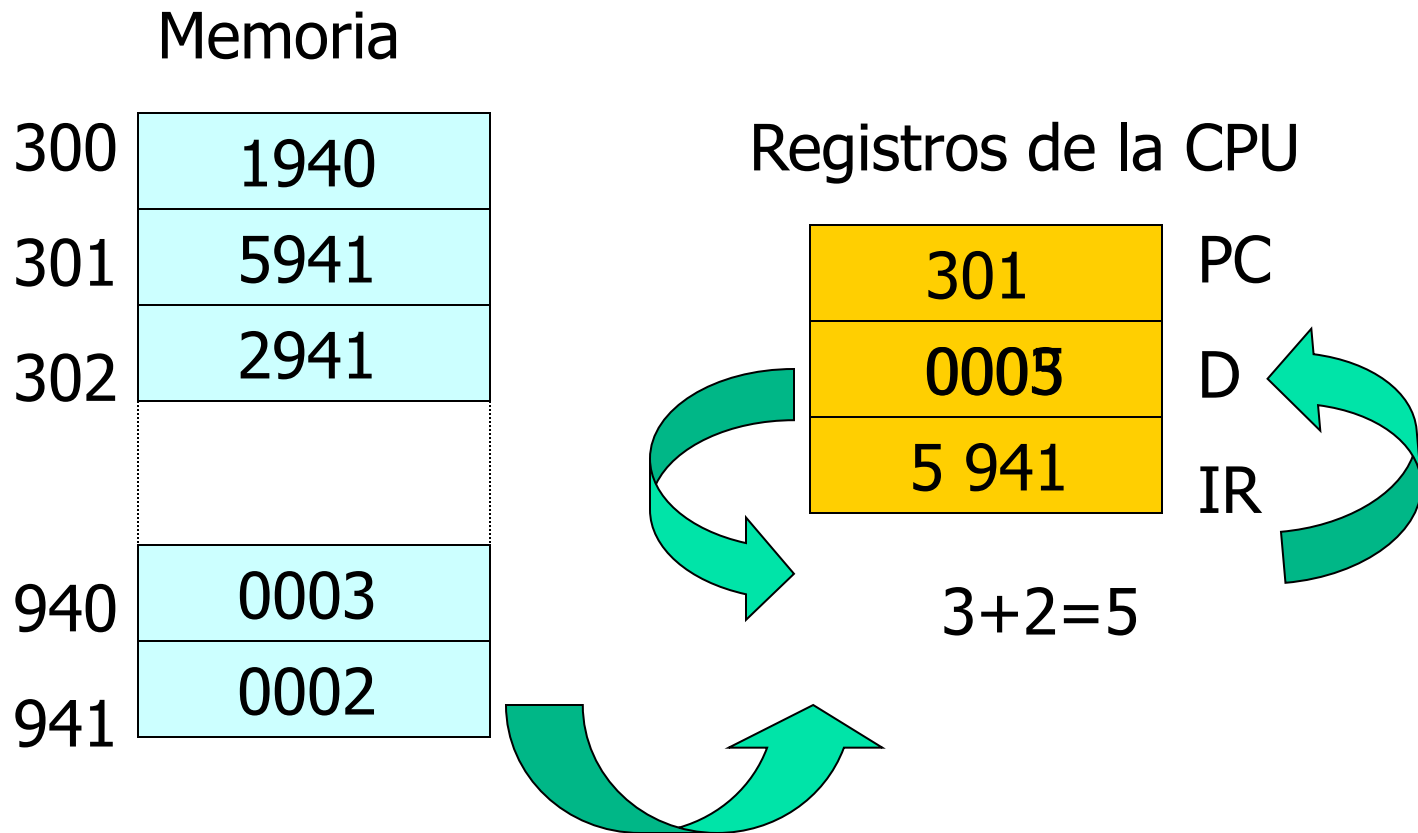 Memoria
300 1940
301 5941
302 2941
940 0003
941 0002
Registros de la CPU
301 PC
D
5 941 IR
3+2=5